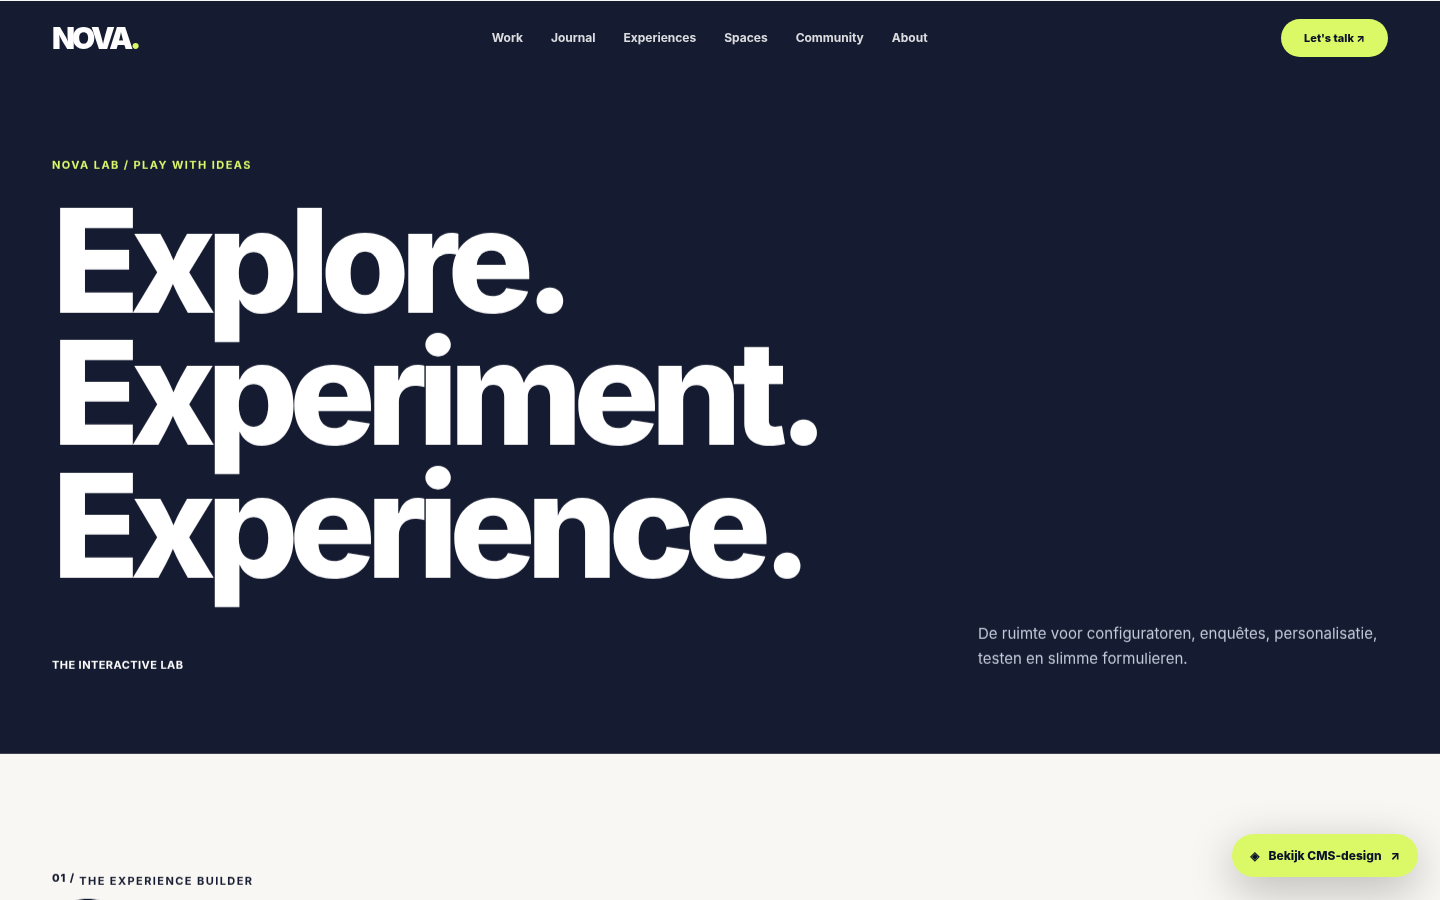 NOVA.
Work
Journal
Experiences
Spaces
Community
About
Let's talk ↗
NOVA LAB / PLAY WITH IDEAS
Explore.
Experiment.
Experience.
De ruimte voor configuratoren, enquêtes, personalisatie,
testen en slimme formulieren.
THE INTERACTIVE LAB
01 / THE EXPERIENCE BUILDER
◈ Bekijk CMS-design ↗